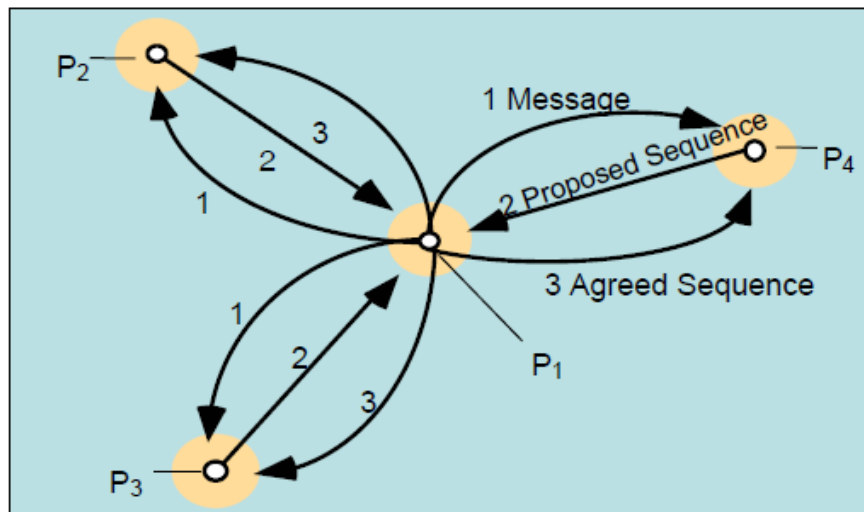 P2
3
2
1
1 Message
2 Proposed Sequence
P4
3 Agreed Sequence
1
2
3
P1
P3